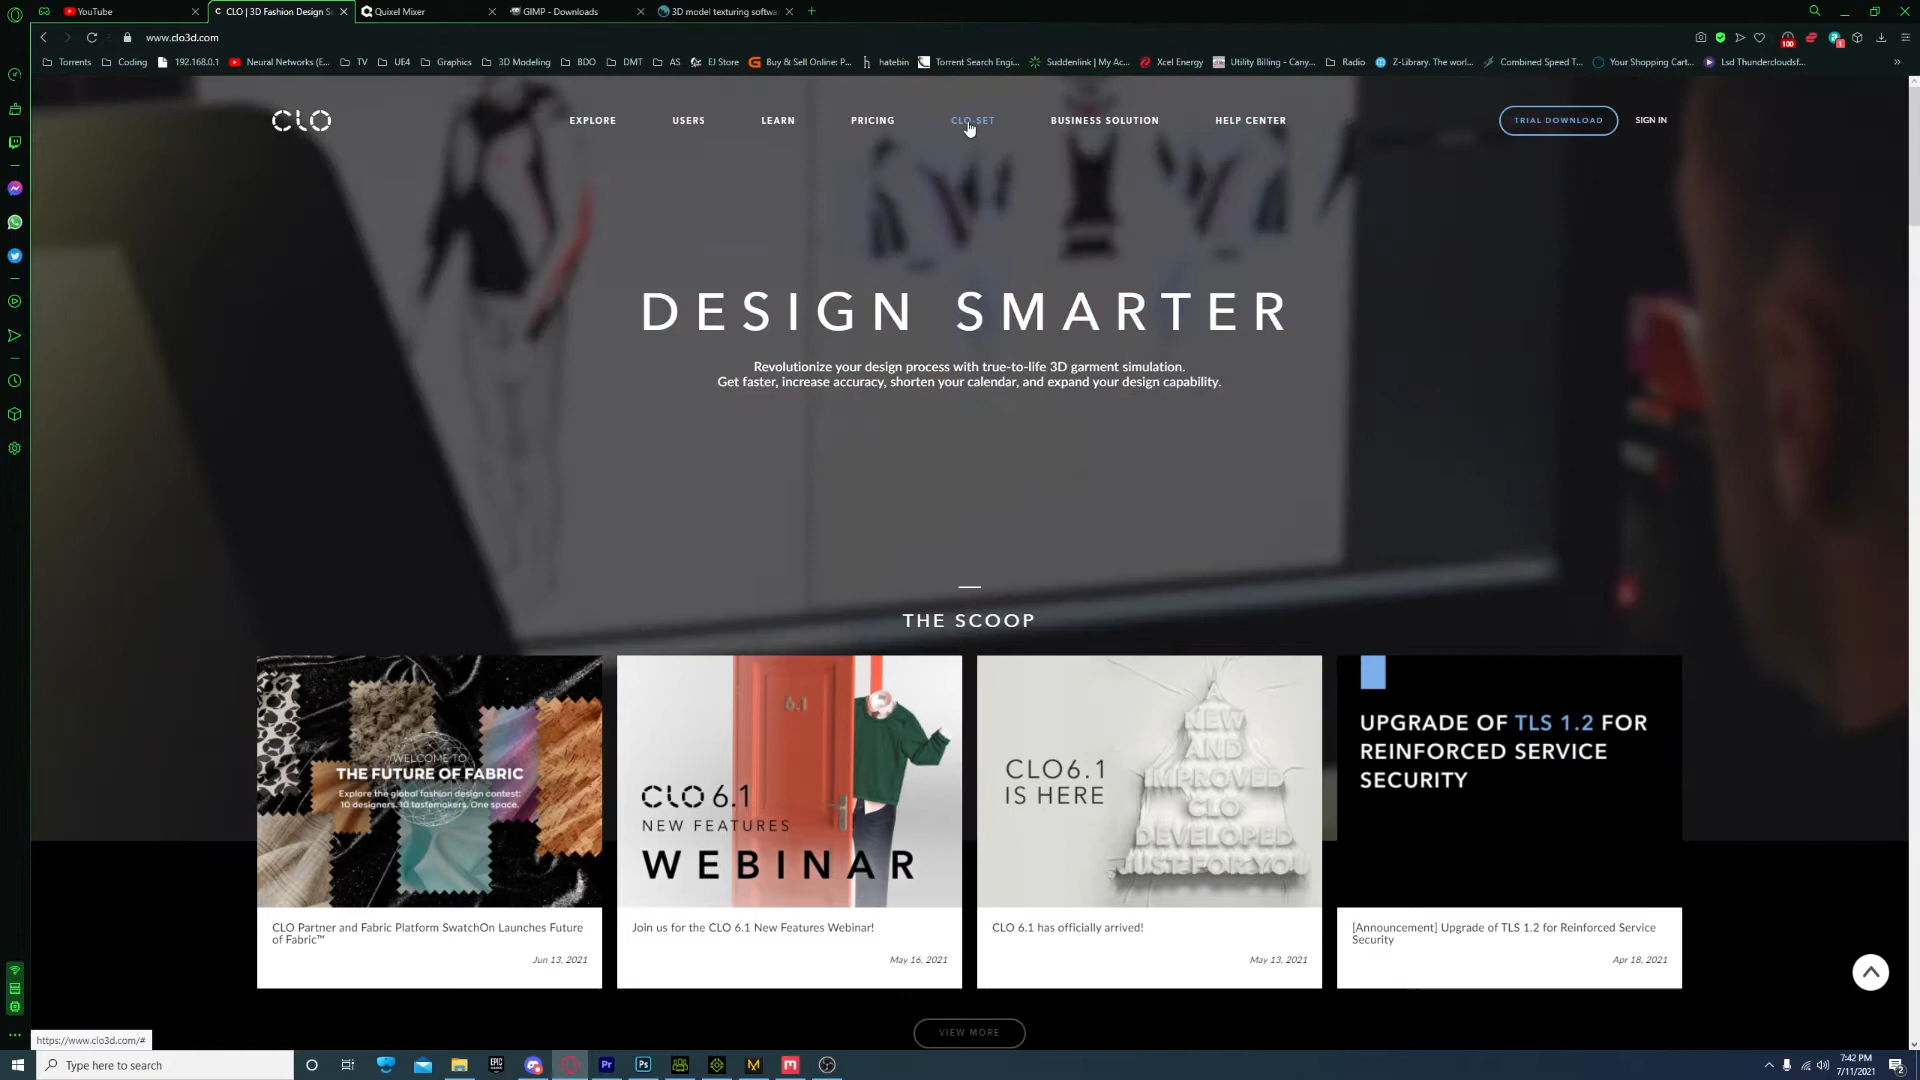 YouTube
CLO | 3D Fashion Design S
Quixel Mixer
GIMP - Downloads
3D model texturing softwa
www.clo3d.com
100
1
Torrents
Coding
192.168.0.1
Neural Networks (E...
TV
UE4
Graphics
3D Modeling
BDO
DMT
AS
EJ Store
Buy & Sell Online: P...
hatebin
Torrent Search Engi...
Suddenlink | My Ac...
Xcel Energy
Utility Billing - Cany...
Radio
Z-Library. The worl...
Combined Speed T...
Your Shopping Cart...
Lsd Thundercloudsf...
CLO
EXPLORE
USERS
LEARN
PRICING
CLO-SET
BUSINESS SOLUTION
HELP CENTER
TRIAL DOWNLOAD
SIGN IN
DESIGN SMARTER
Revolutionize your design process with true-to-life 3D garment simulation.
Get faster, increase accuracy, shorten your calendar, and expand your design capability.
THE SCOOP
WELCOME TO
THE FUTURE OF FABRIC
Explore the global fashion design contest:
10 designers. 10 tastemakers. One space.
CLO Partner and Fabric Platform SwatchOn Launches Future
of Fabric™
Jun 13, 2021
6.1
CLO 6.1
NEW FEATURES
WEBINAR
Join us for the CLO 6.1 New Features Webinar!
May 16, 2021
CLO6.1
IS HERE
A
NEW
AND
IMPROVED
CLO
DEVELOPED
JUST FOR YOU
CLO 6.1 has officially arrived!
May 13, 2021
UPGRADE OF TLS 1.2 FOR
REINFORCED SERVICE
SECURITY
[Announcement] Upgrade of TLS 1.2 for Reinforced Service
Security
Apr 18, 2021
VIEW MORE
https://www.clo3d.com/#
Type here to search
EPIC
Pr
Ps
7:42 PM
7/11/2021
2